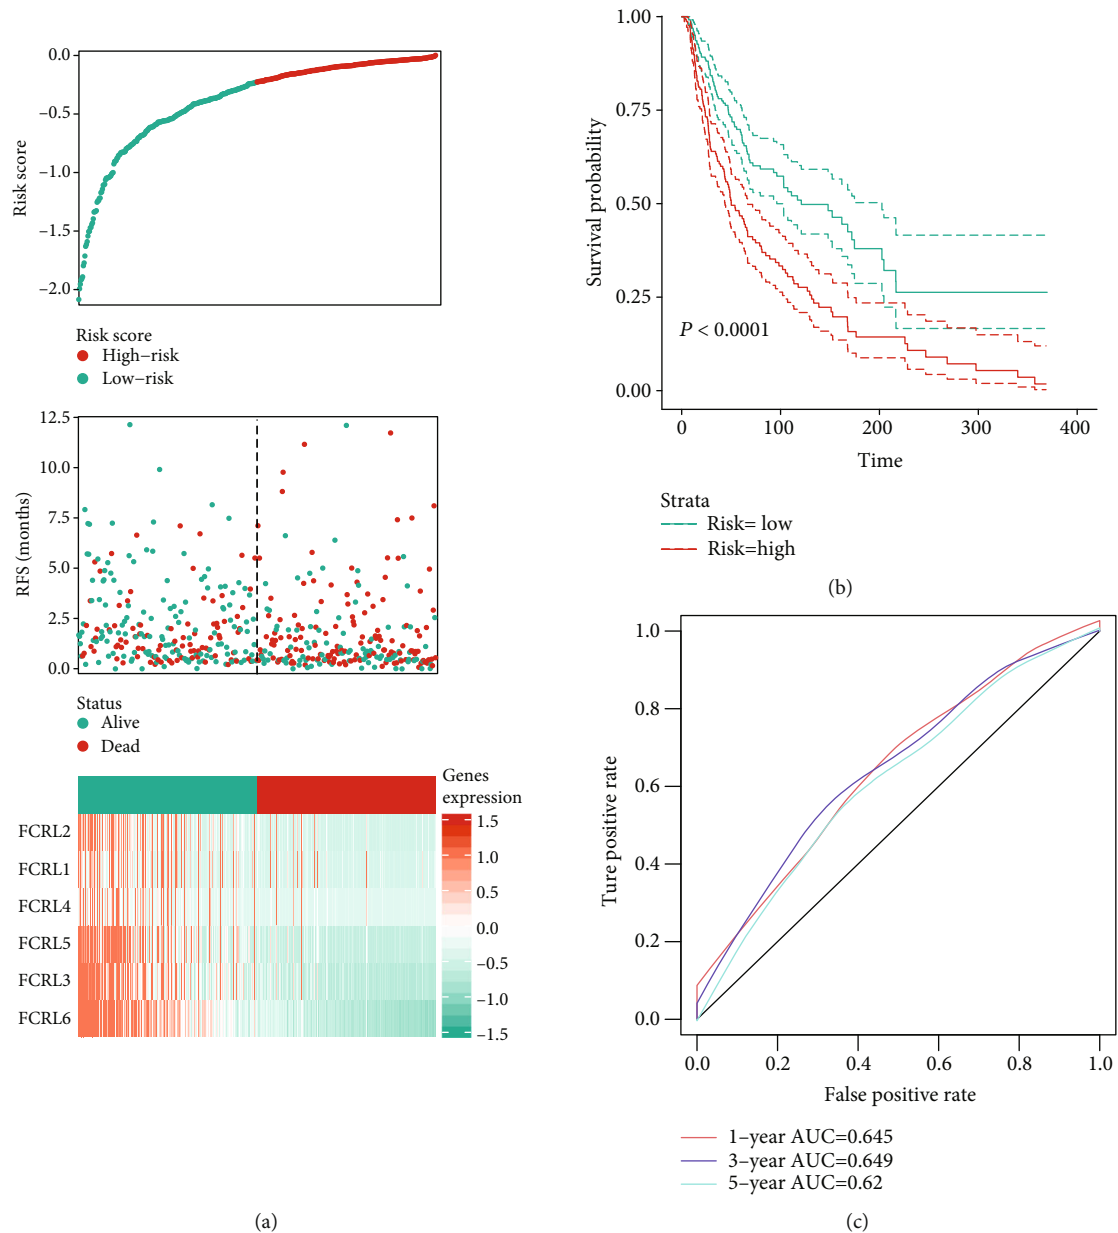 0.0
−0.5
−1.0
−1.5
−2.0
Risk score
Risk score
High−risk
Low−risk
12.5
10.0
7.5
5.0
2.5
0.0
RFS (months)
Status
Alive
Dead
Genes
expression
FCRL2
FCRL1
FCRL4
FCRL5
FCRL3
FCRL6
1.5
1.0
0.5
0.0
−0.5
−1.0
−1.5
(a)
1.00
0.75
0.50
0.25
0.00
Survival probability
P < 0.0001
0 100 200 300 400
Time
Strata
Risk= low
Risk=high
(b)
1.0
0.8
0.6
0.4
0.2
0.0
Ture positive rate
0.0 0.2 0.4 0.6 0.8 1.0
False positive rate
1−year AUC=0.645
3−year AUC=0.649
5−year AUC=0.62
(c)